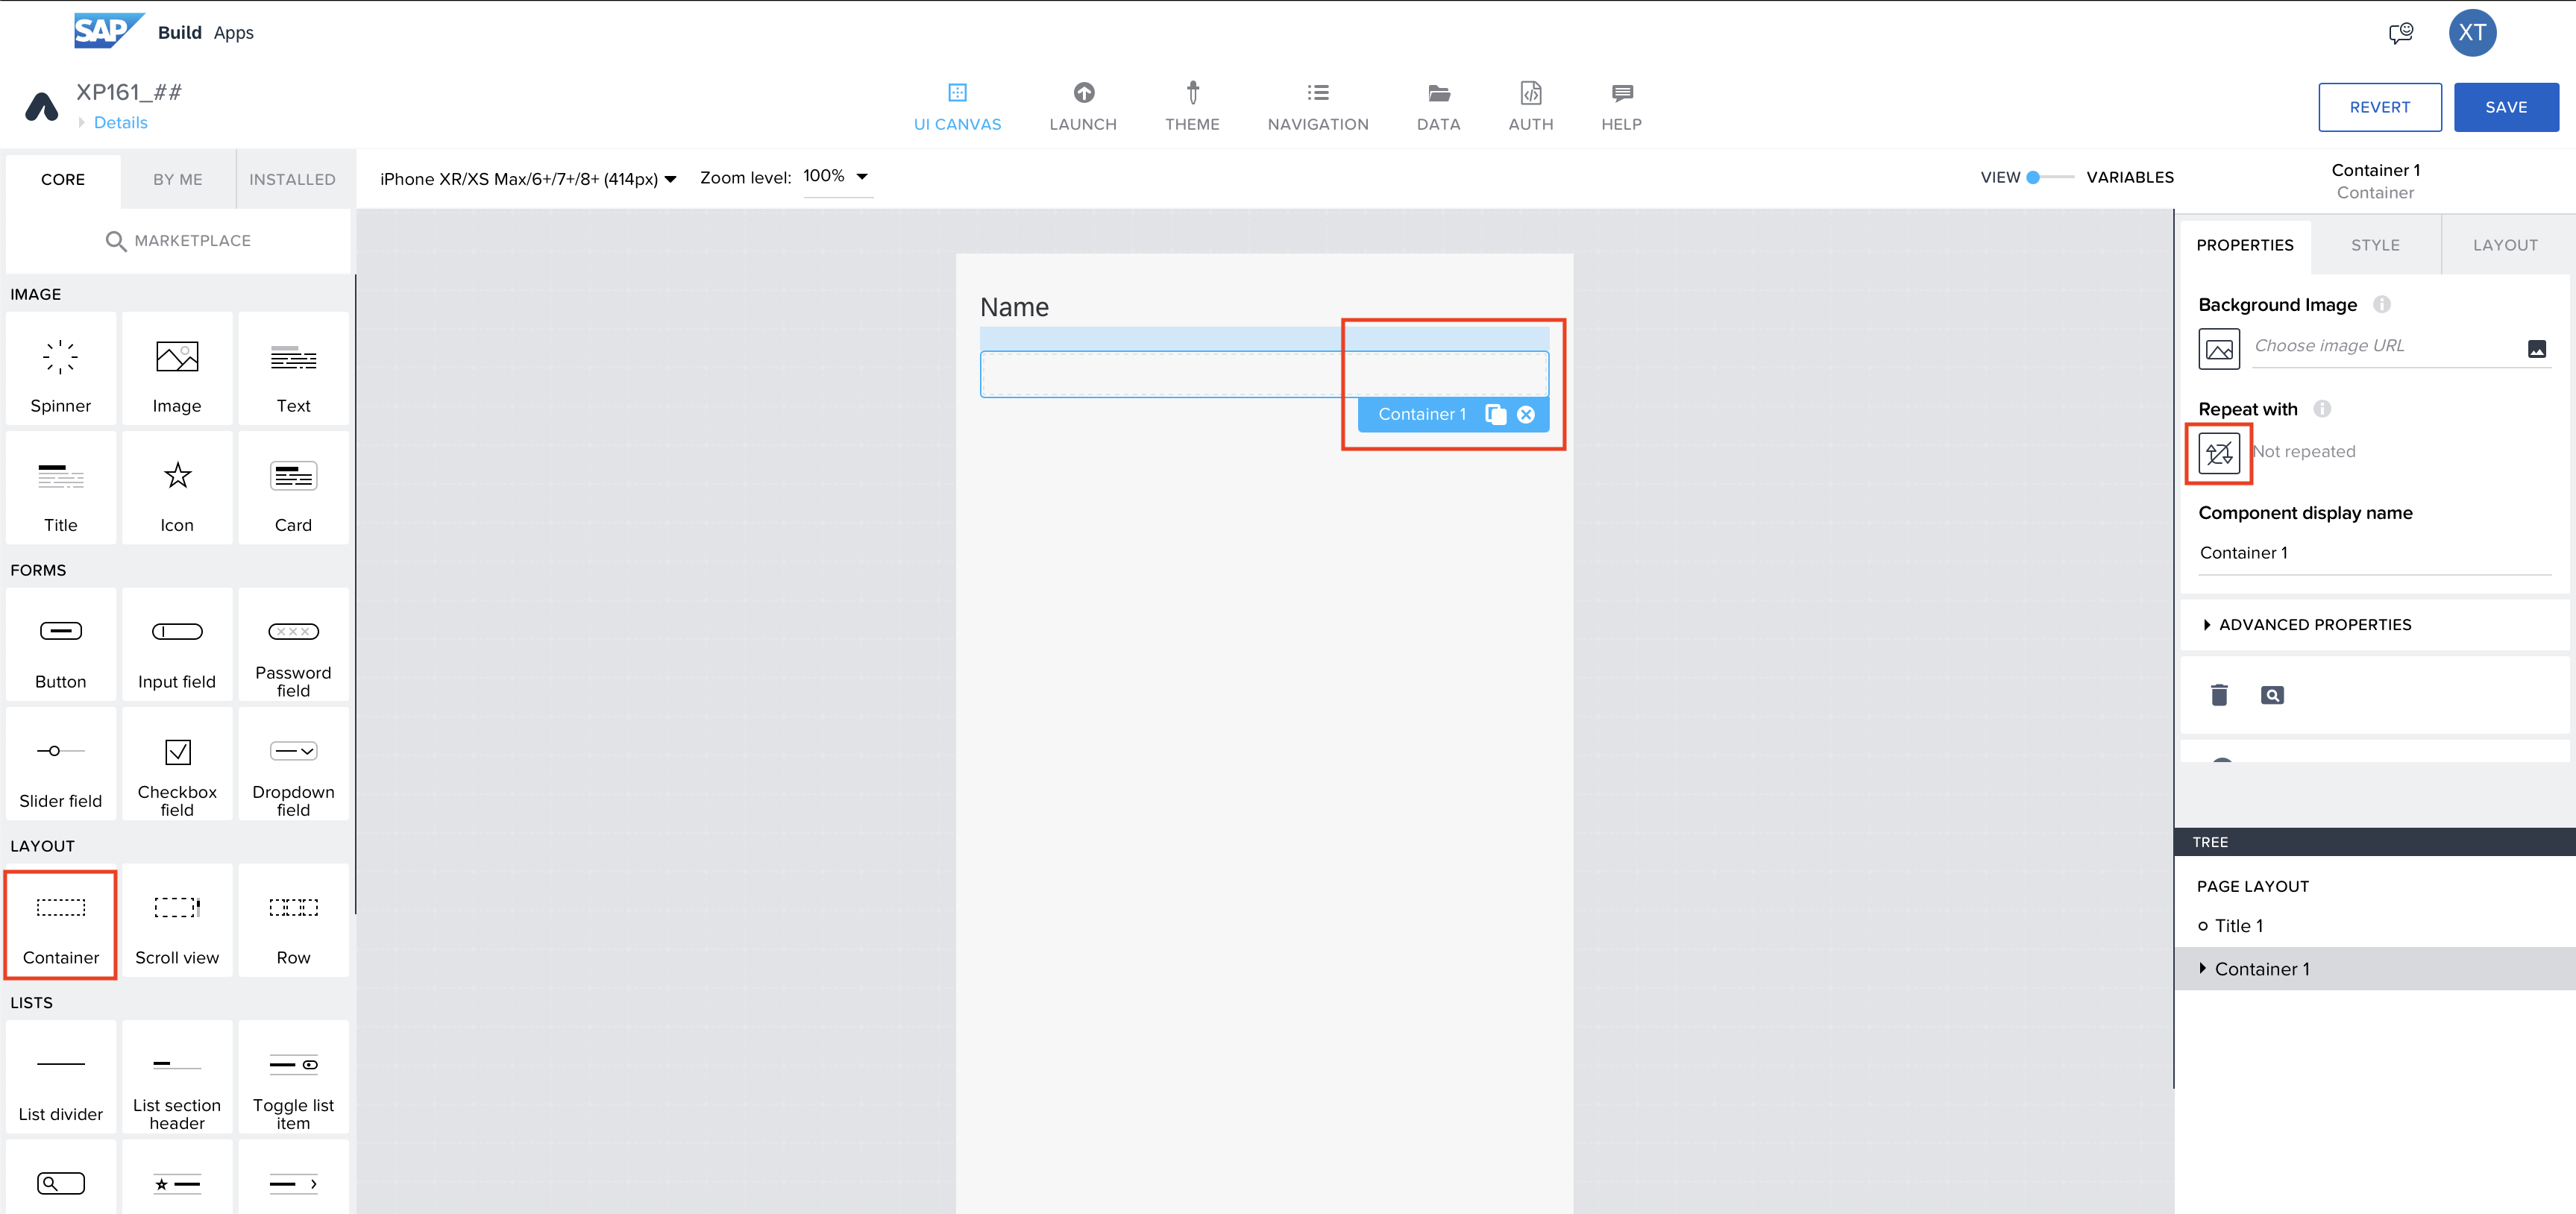 SAP Build Apps
XP161_##
Details
UI CANVAS
LAUNCH
THEME
NAVIGATION
DATA
AUTH
HELP
REVERT
SAVE
XT
CORE
BY ME
INSTALLED
MARKETPLACE
iPhone XR/XS Max/6+/7+/8+ (414px)
Zoom level: 100%
VIEW
VARIABLES
IMAGE
Spinner
Image
Text
Title
Icon
Card
FORMS
Button
Input field
Password
field
Slider field
Checkbox
field
Dropdown
field
LAYOUT
Container
Scroll view
Row
LISTS
List divider
List section
header
Toggle list
item
Name
Container 1
Container 1
Container
PROPERTIES
STYLE
LAYOUT
Background Image
Choose image URL
Repeat with
Not repeated
Component display name
Container 1
ADVANCED PROPERTIES
TREE
PAGE LAYOUT
Title 1
Container 1